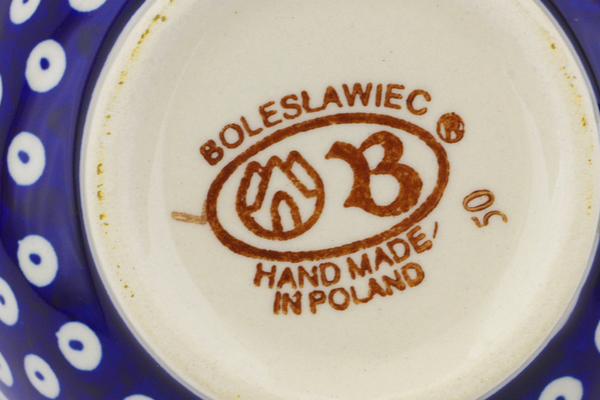 BOLESLAWIEC
®
B
HAND MADE
IN POLAND
50